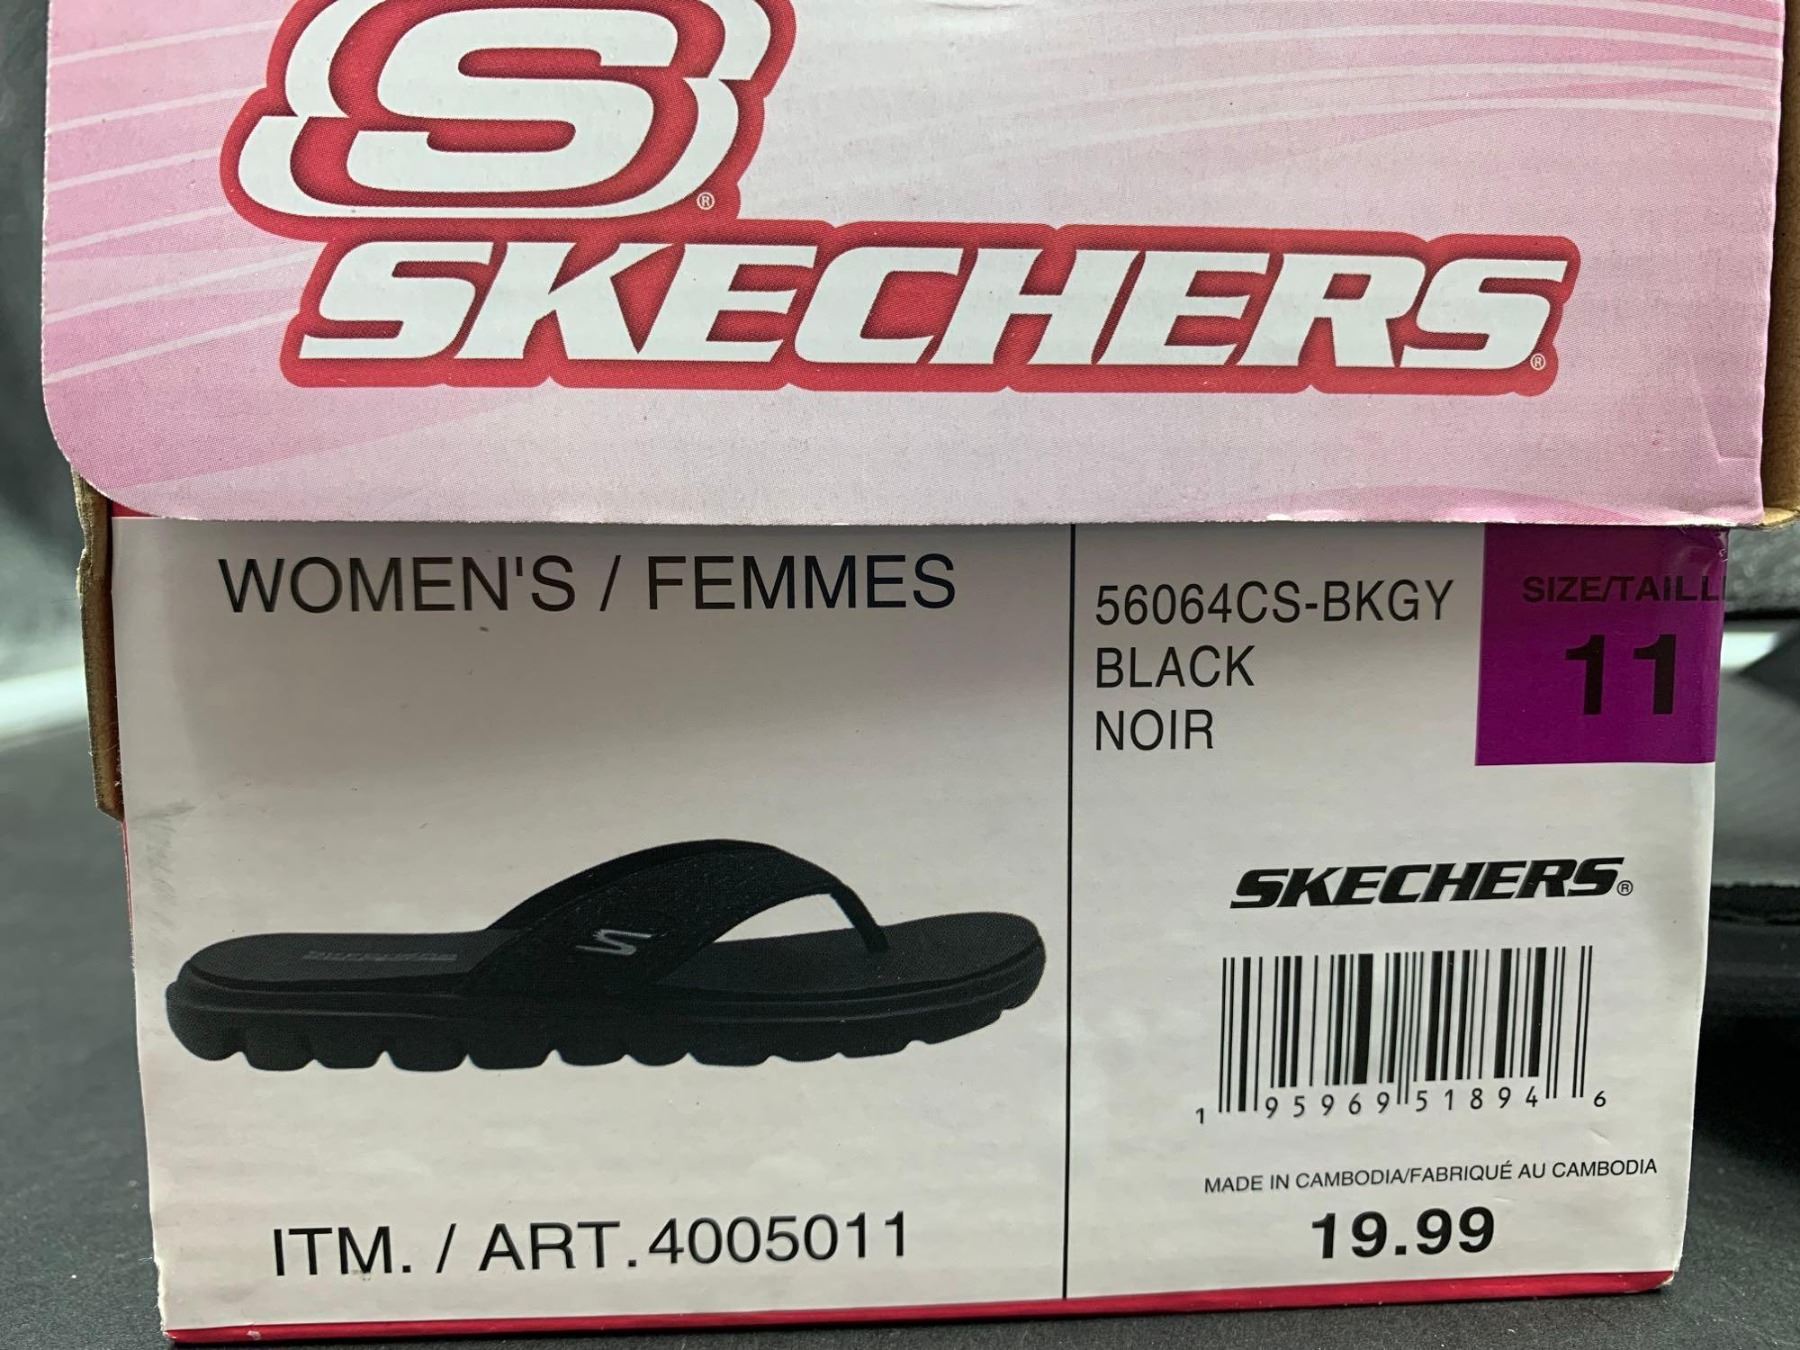 S®
SKECHERS®
WOMEN'S / FEMMES
56064CS-BKGY
BLACK
NOIR
SIZE/TAILL
11
SKECHERS®
1 95969 51894 6
MADE IN CAMBODIA/FABRIQUÉ AU CAMBODIA
19.99
ITM. / ART. 4005011